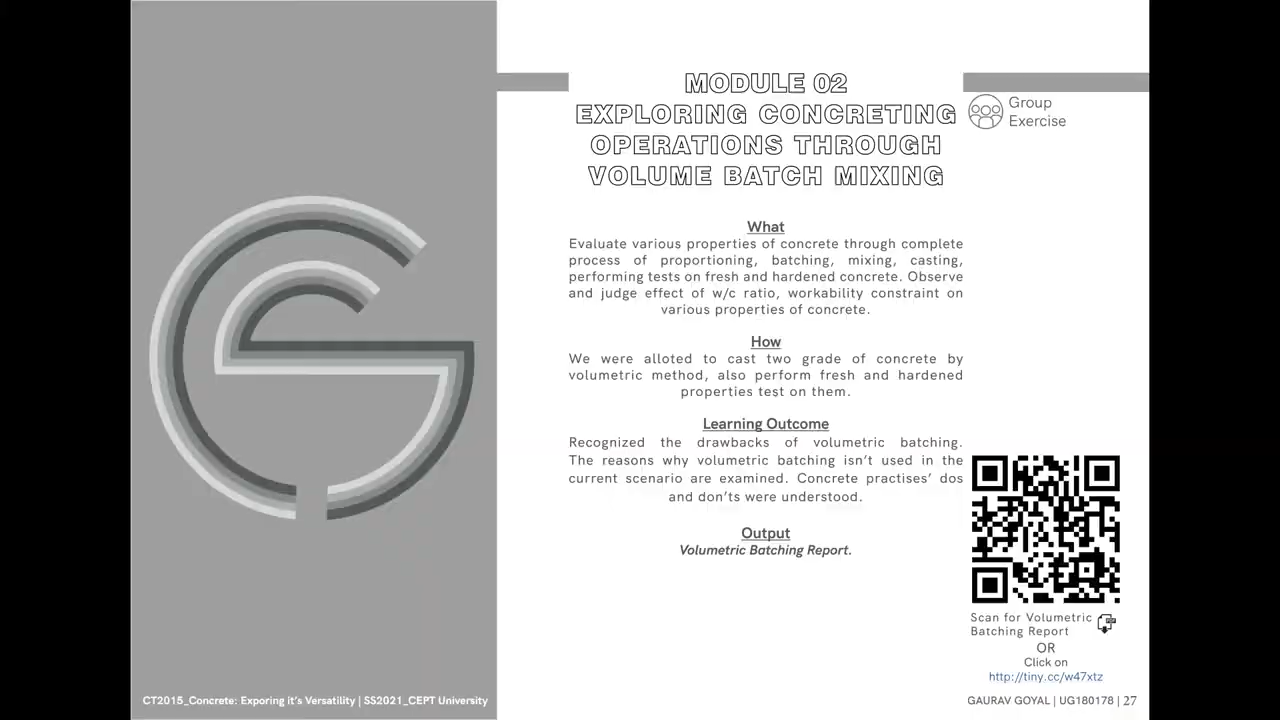 MODULE 02
EXPLORING CONCRETING
OPERATIONS THROUGH
VOLUME BATCH MIXING
Group
Exercise
What
Evaluate various properties of concrete through complete
process of proportioning, batching, mixing, casting,
performing tests on fresh and hardened concrete. Observe
and judge effect of w/c ratio, workability constraint on
various properties of concrete.
How
We were alloted to cast two grade of concrete by
volumetric method, also perform fresh and hardened
properties test on them.
Learning Outcome
Recognized the drawbacks of volumetric batching.
The reasons why volumetric batching isn't used in the
current scenario are examined. Concrete practises' dos
and don'ts were understood.
Output
Volumetric Batching Report.
Scan for Volumetric
Batching Report
OR
Click on
http://tiny.cc/w47xtz
CT2015_Concrete: Exporing it's Versatility | SS2021_CEPT University
GAURAV GOYAL | UG180178 | 27